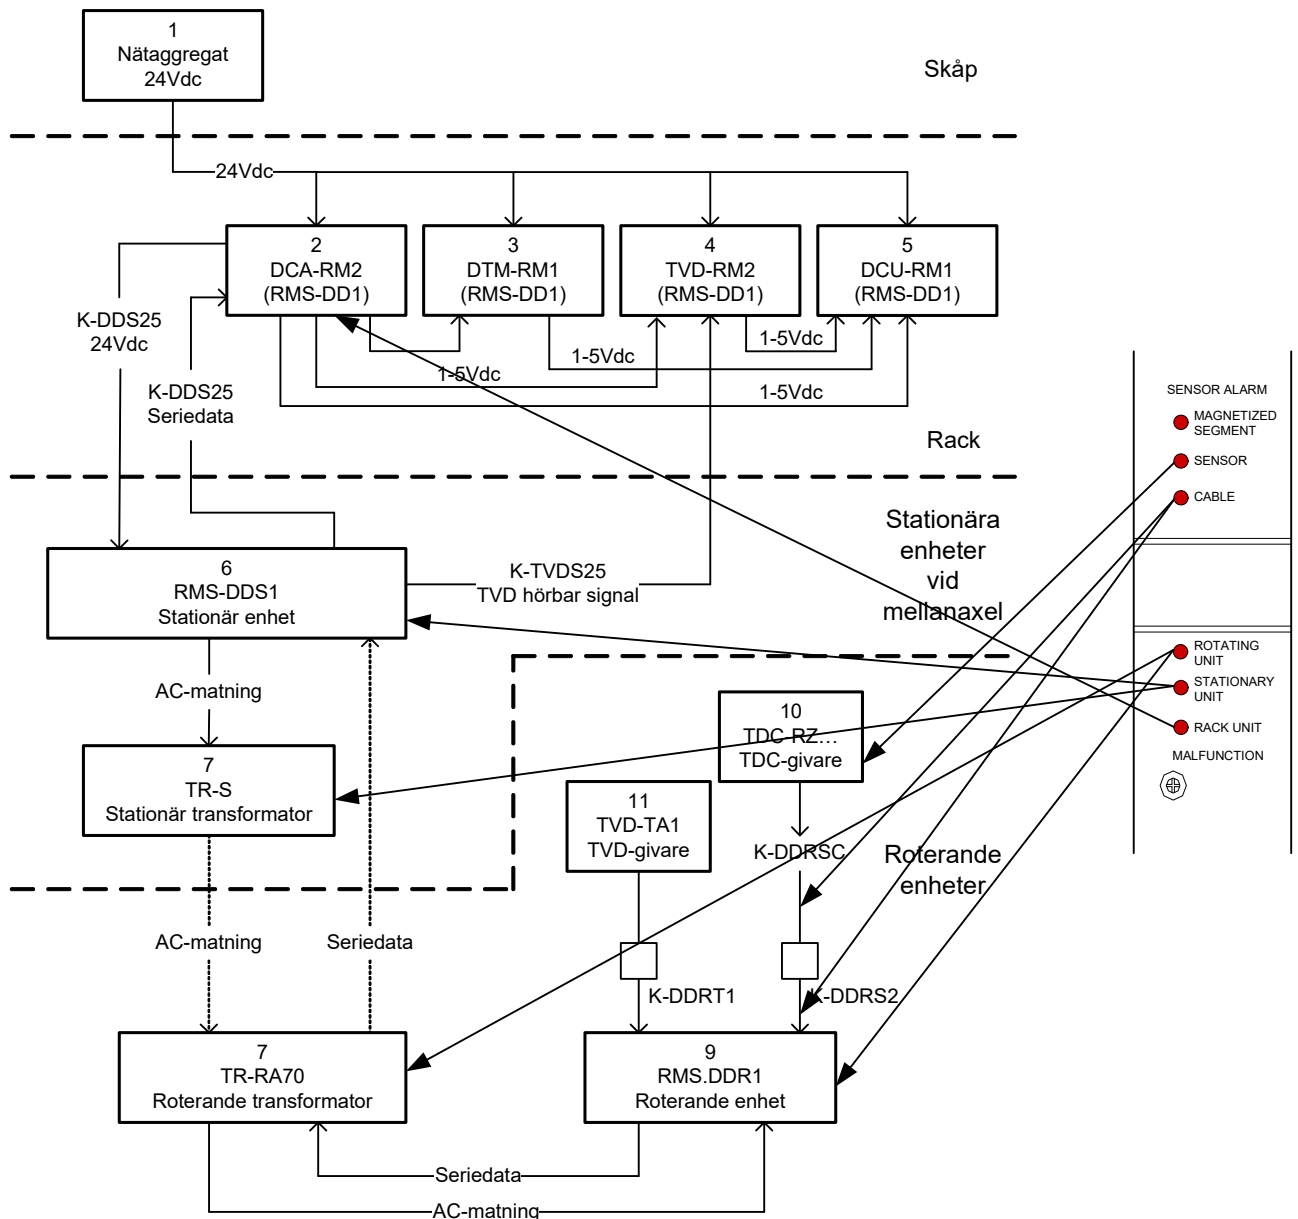 1
Nätaggregat
24Vdc
Skåp
24Vdc
2
DCA-RM2
(RMS-DD1)
3
DTM-RM1
(RMS-DD1)
4
TVD-RM2
(RMS-DD1)
5
DCU-RM1
(RMS-DD1)
K-DDS25
24Vdc
K-DDS25
Seriedata
1-5Vdc
1-5Vdc
1-5Vdc
1-5Vdc
Rack
SENSOR ALARM
MAGNETIZED
SEGMENT
SENSOR
CABLE
Stationära
enheter
vid
mellanaxel
6
RMS-DDS1
Stationär enhet
K-TVDS25
TVD hörbar signal
ROTATING
UNIT
STATIONARY
UNIT
RACK UNIT
MALFUNCTION
AC-matning
7
TR-S
Stationär transformator
10
TDC-RZ...
TDC-givare
11
TVD-TA1
TVD-givare
K-DDRSC
Roterande
enheter
AC-matning
Seriedata
K-DDRT1
K-DDRS2
7
TR-RA70
Roterande transformator
9
RMS.DDR1
Roterande enhet
Seriedata
AC-matning